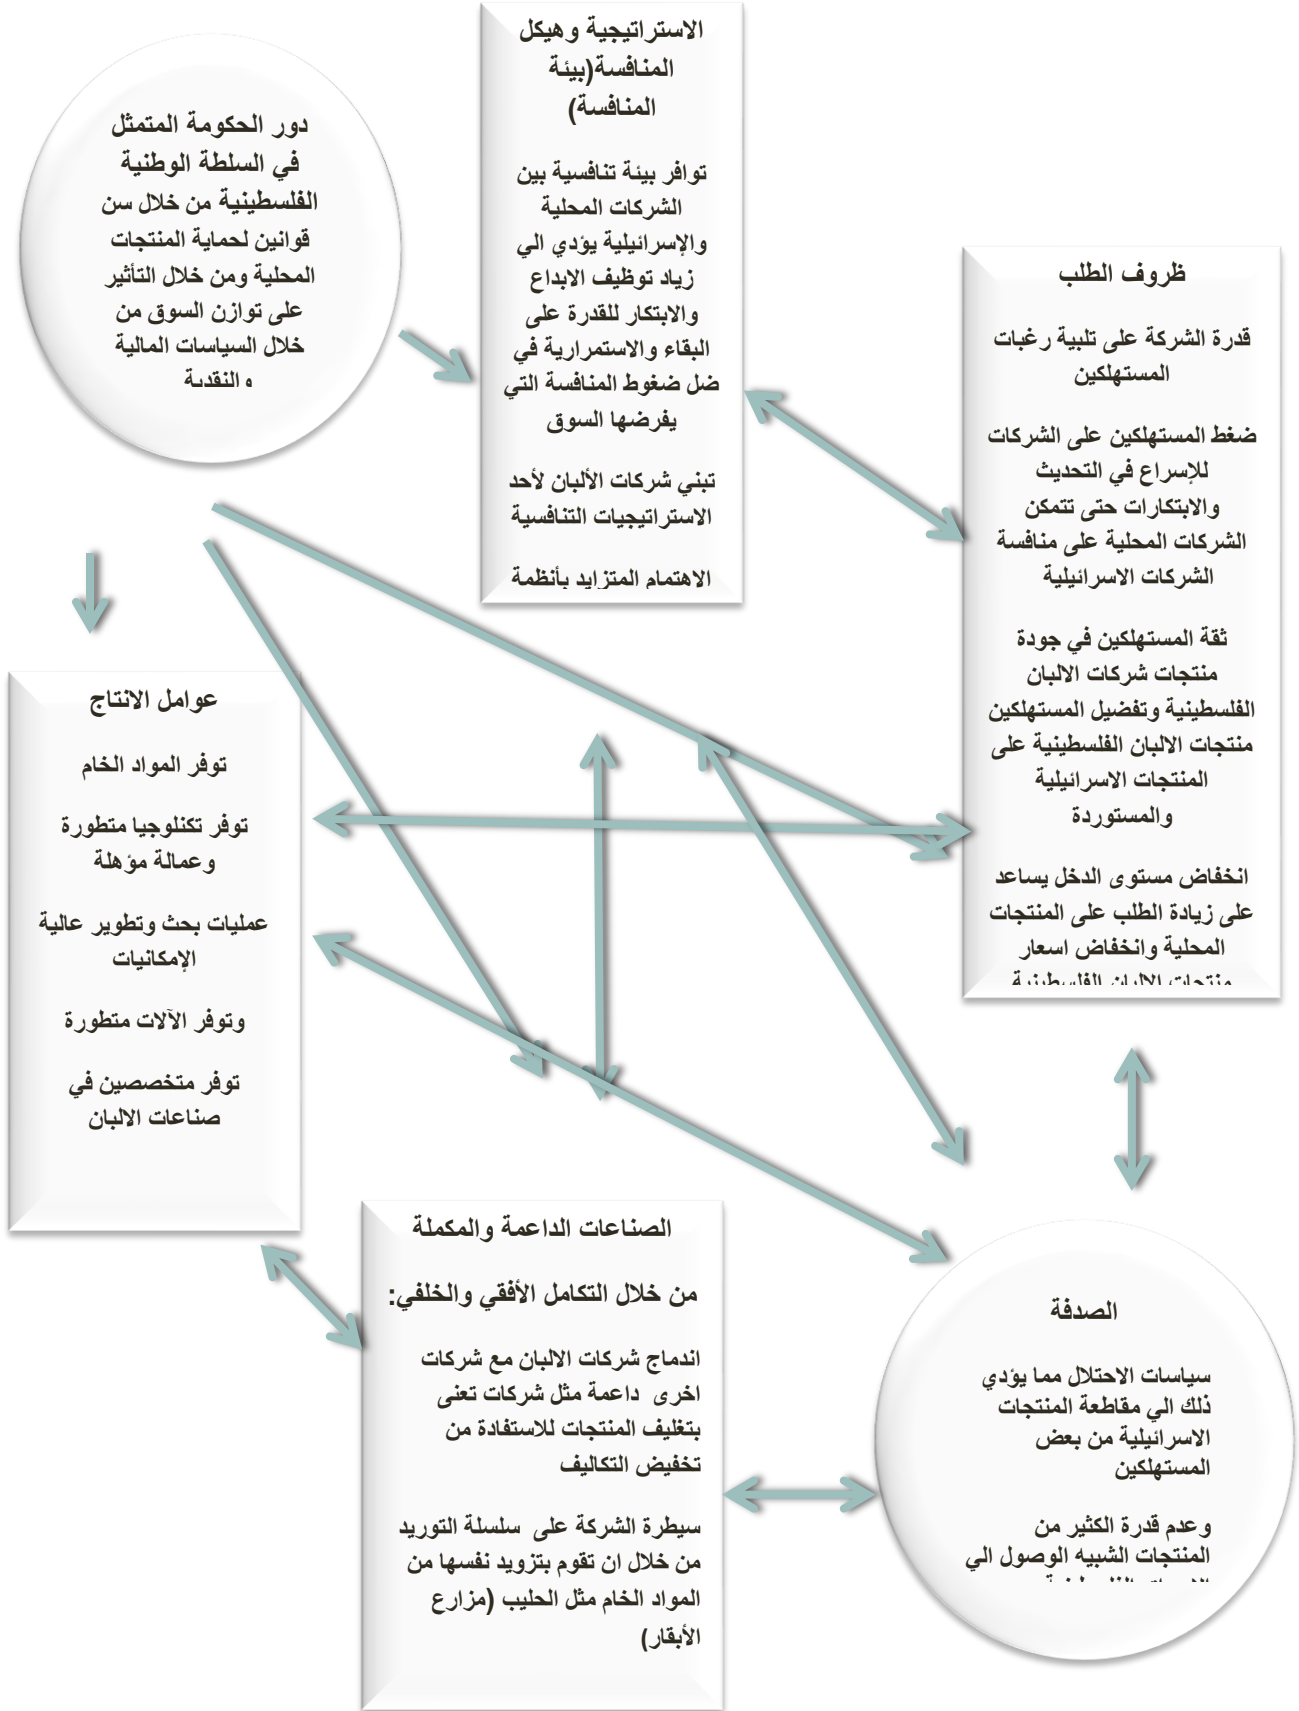 الاستراتيجية وهيكل
المنافسة(بيئة
المنافسة)
توافر بيئة تنافسية بين
الشركات المحلية
والإسرائيلية يؤدي الي
زياد توظيف الابداع
والابتكار للقدرة على
البقاء والاستمرارية في
ضل ضغوط المنافسة التي
يفرضها السوق
تبني شركات الألبان لأحد
الاستراتيجيات التنافسية
الاهتمام المتزايد بأنظمة
دور الحكومة المتمثل
في السلطة الوطنية
الفلسطينية من خلال سن
قوانين لحماية المنتجات
المحلية ومن خلال التأثير
على توازن السوق من
خلال السياسات المالية
والنقدية
ظروف الطلب
قدرة الشركة على تلبية رغبات
المستهلكين
ضغط المستهلكين على الشركات
للإسراع في التحديث
والابتكارات حتى تتمكن
الشركات المحلية على منافسة
الشركات الاسرائيلية
ثقة المستهلكين في جودة
منتجات شركات الالبان
الفلسطينية وتفضيل المستهلكين
منتجات الالبان الفلسطينية على
المنتجات الاسرائيلية
والمستوردة
انخفاض مستوى الدخل يساعد
على زيادة الطلب على المنتجات
المحلية وانخفاض اسعار
منتجات الالبان الفلسطينية
عوامل الانتاج
توفر المواد الخام
توفر تكنلوجيا متطورة
وعمالة مؤهلة
عمليات بحث وتطوير عالية
الإمكانيات
وتوفر الآلات متطورة
توفر متخصصين في
صناعات الالبان
الصناعات الداعمة والمكملة
من خلال التكامل الأفقي والخلفي:
اندماج شركات الالبان مع شركات
اخرى داعمة مثل شركات تعنى
بتغليف المنتجات للاستفادة من
تخفيض التكاليف
سيطرة الشركة على سلسلة التوريد
من خلال ان تقوم بتزويد نفسها من
المواد الخام مثل الحليب (مزارع
الأبقار)
الصدفة
سياسات الاحتلال مما يؤدي
ذلك الي مقاطعة المنتجات
الاسرائيلية من بعض
المستهلكين
وعدم قدرة الكثير من
المنتجات الشبيه الوصول الي